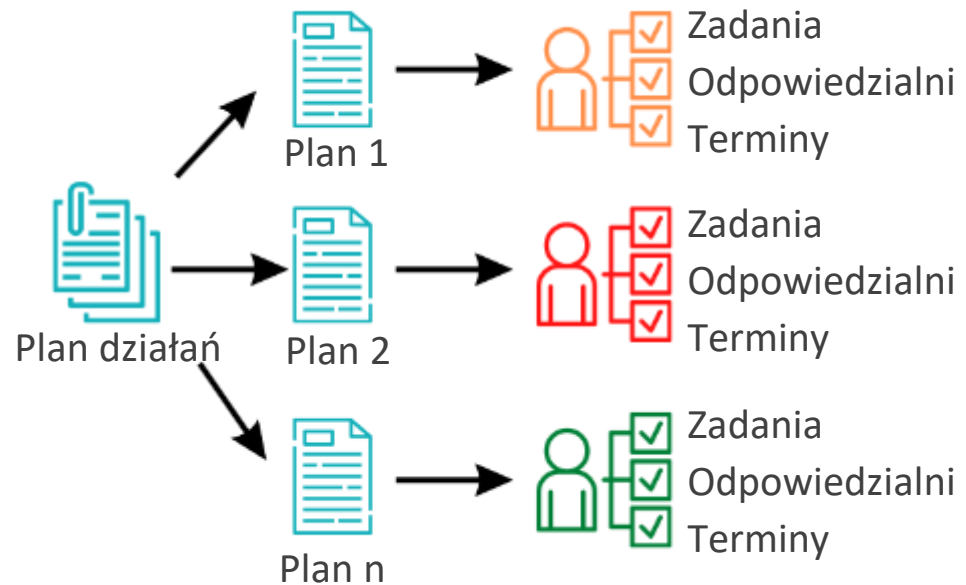 Zadania
Odpowiedzialni
Terminy
Plan 1
Zadania
Odpowiedzialni
Terminy
Plan działań
Plan 2
Zadania
Odpowiedzialni
Terminy
Plan n